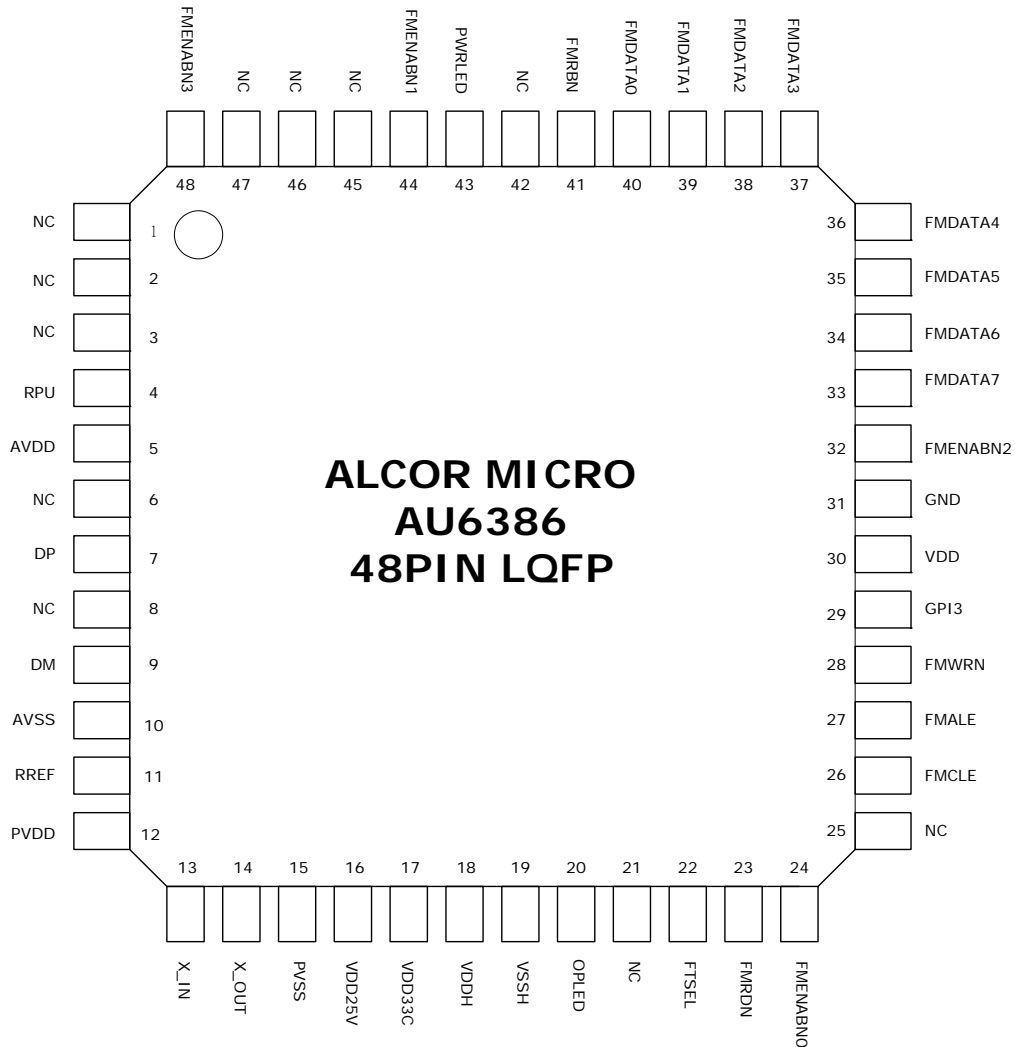 FMENABN3
NC
NC
NC
FMENABN1
PWRLED
NC
FMRBN
FMDATA0
FMDATA1
FMDATA2
FMDATA3
48 47 46 45 44 43 42 41 40 39 38 37
NC 1
NC 2
NC 3
RPU 4
AVDD 5
NC 6
DP 7
NC 8
DM 9
AVSS 10
RREF 11
PVDD 12
ALCOR MICRO
AU6386
48PIN LQFP
36 FMDATA4
35 FMDATA5
34 FMDATA6
33 FMDATA7
32 FMENABN2
31 GND
30 VDD
29 GPI3
28 FMWRN
27 FMALE
26 FMCLE
25 NC
13 14 15 16 17 18 19 20 21 22 23 24
X_IN
X_OUT
PVSS
VDD25V
VDD33C
VDDH
VSSH
OPLED
NC
FTSEL
FMRDN
FMENABN0